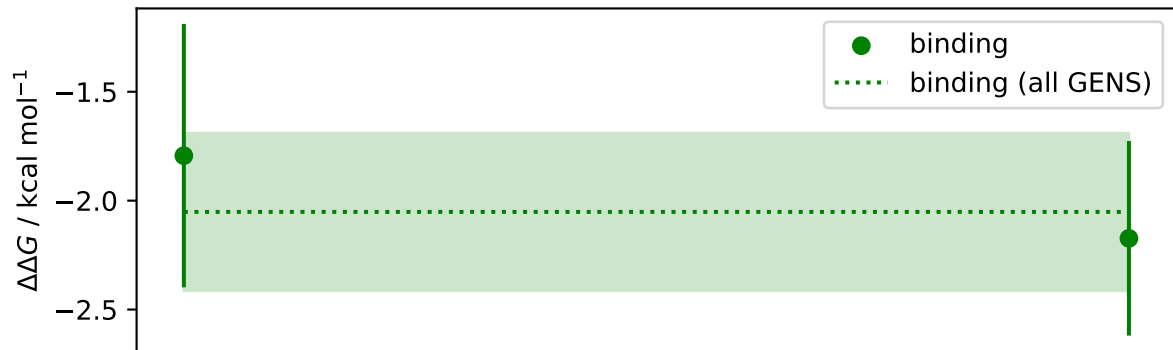 binding
binding (all GENS)
ΔΔG / kcal mol⁻¹
−1.5
−2.0
−2.5